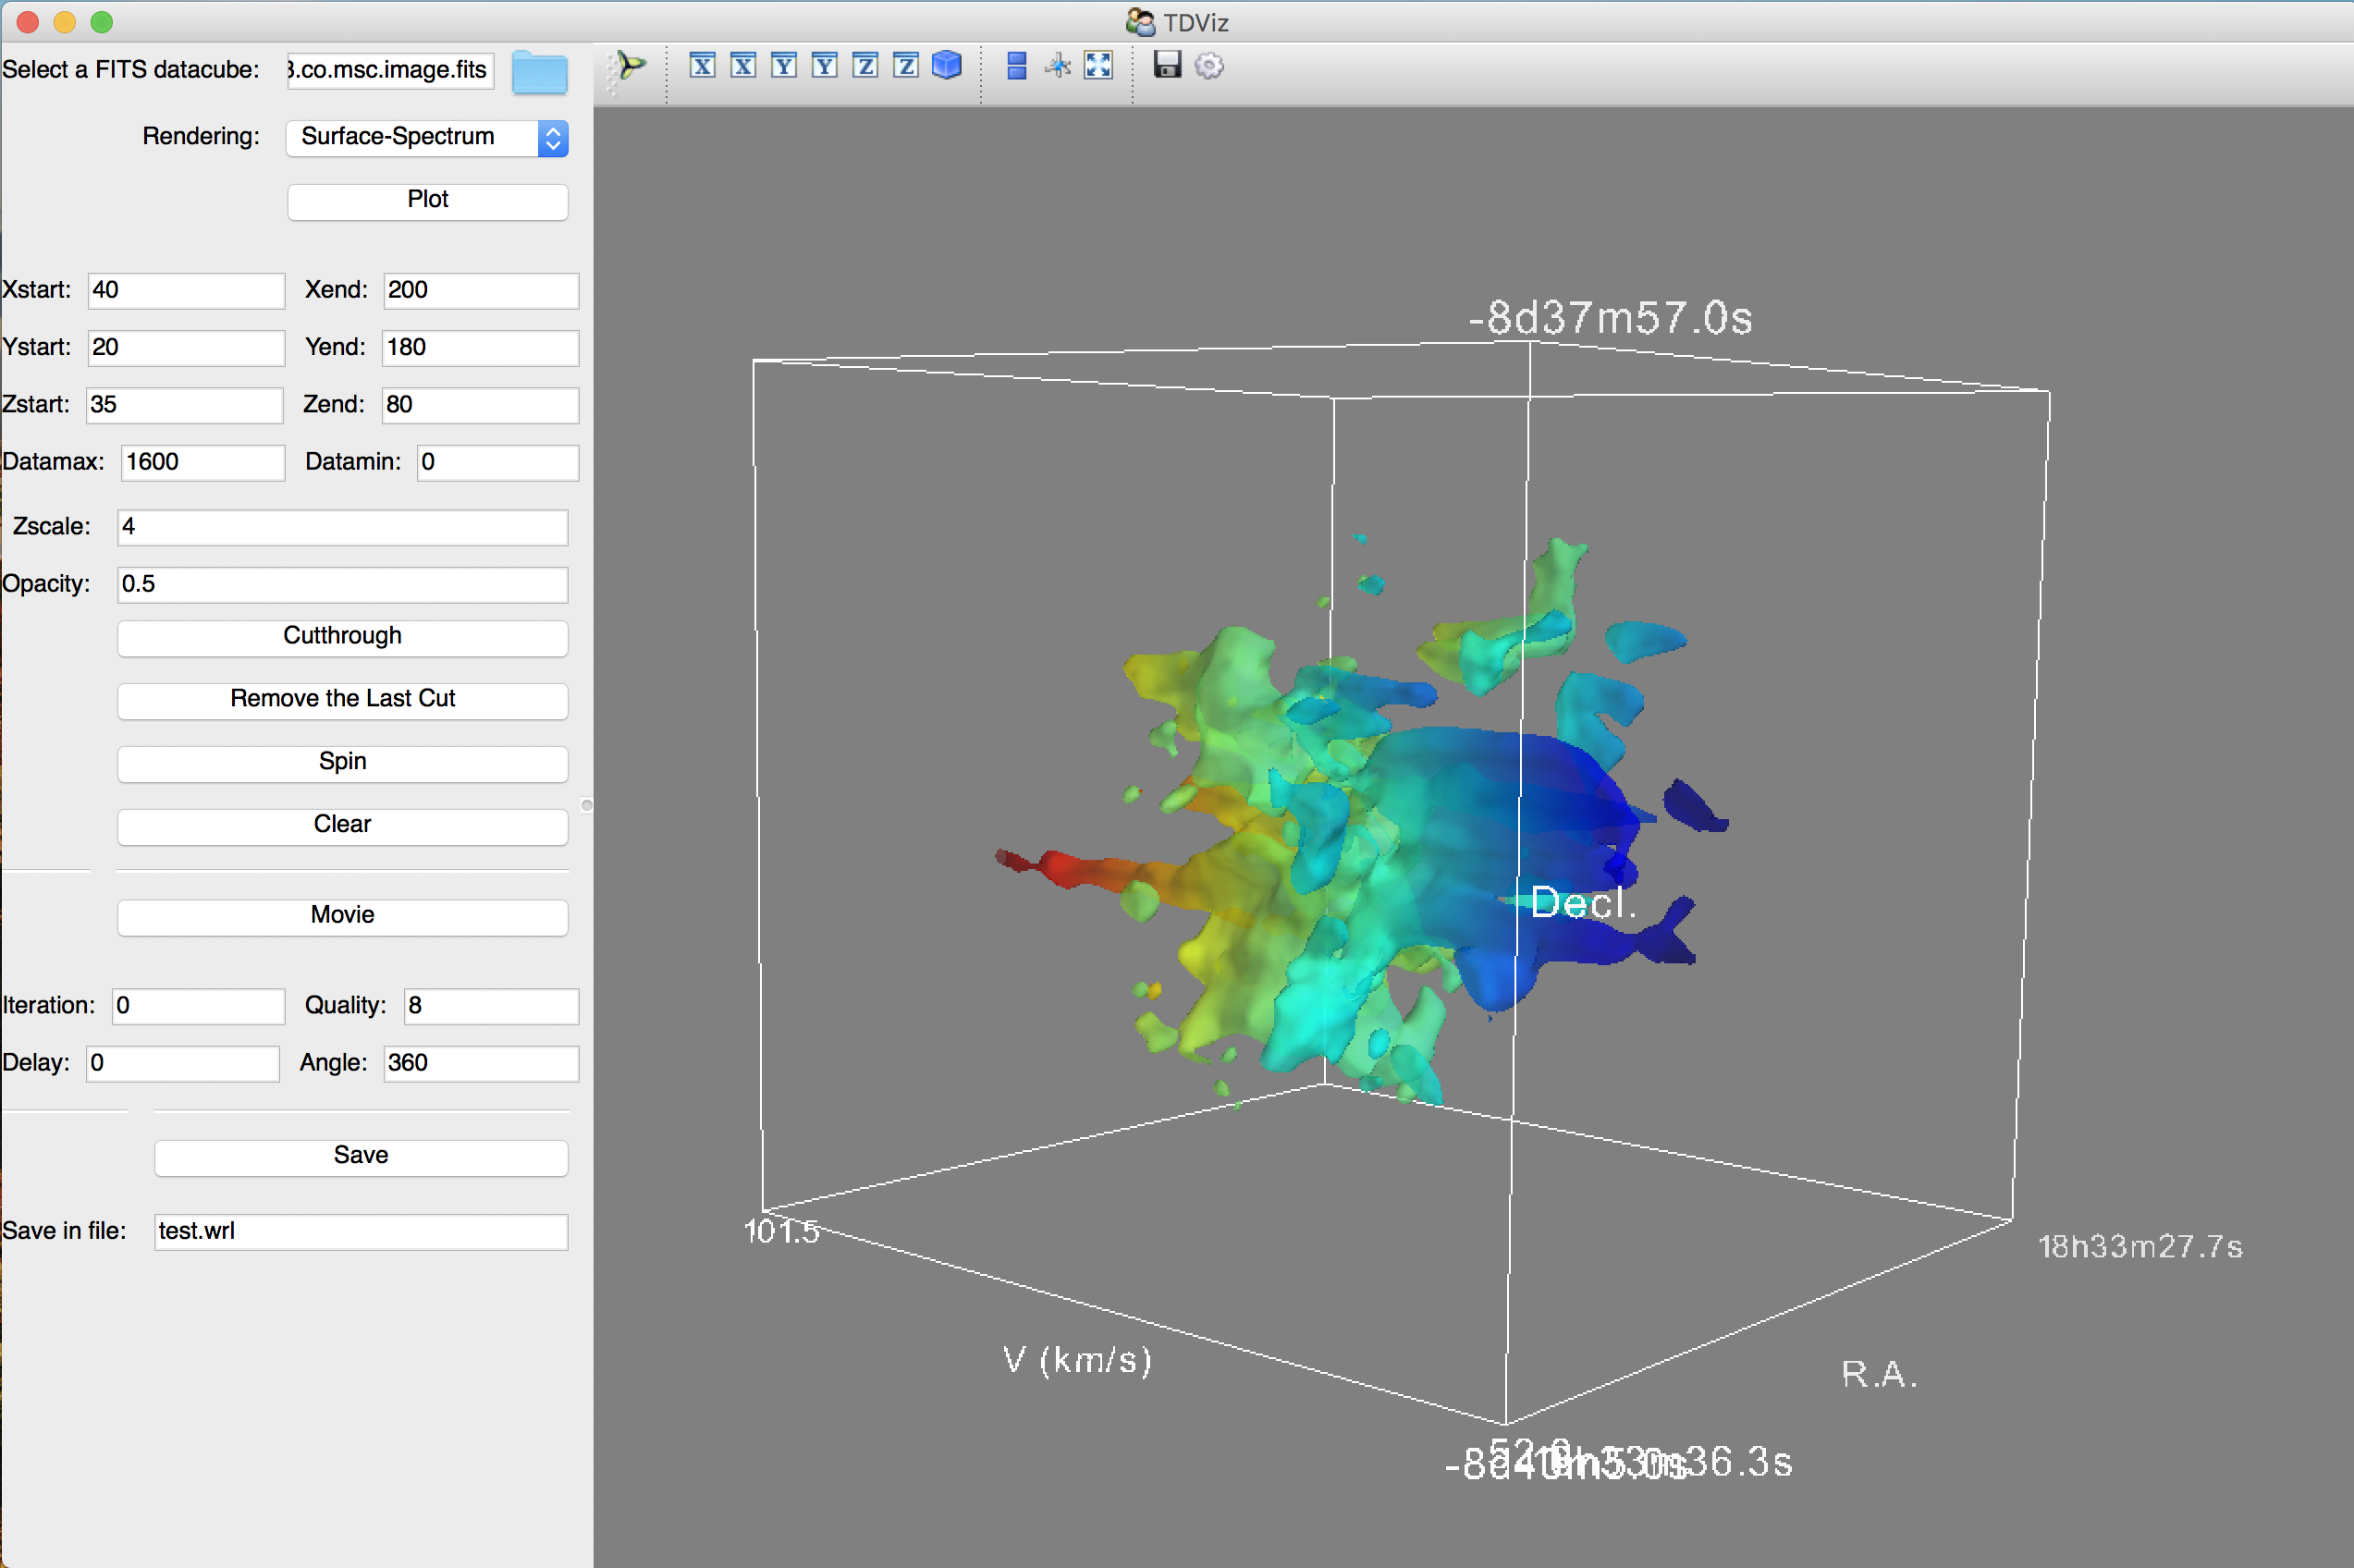 TDViz
Select a FITS datacube: 3.co.msc.image.fits
Rendering: Surface-Spectrum
Plot
Xstart: 40 Xend: 200
Ystart: 20 Yend: 180
Zstart: 35 Zend: 80
Datamax: 1600 Datamin: 0
Zscale: 4
Opacity: 0.5
Cutthrough
Remove the Last Cut
Spin
Clear
Movie
Iteration: 0 Quality: 8
Delay: 0 Angle: 360
Save
Save in file: test.wrl
X X Y Y Z Z
-8d37m57.0s
Decl.
101.5
18h33m27.7s
V (km/s)
R.A.